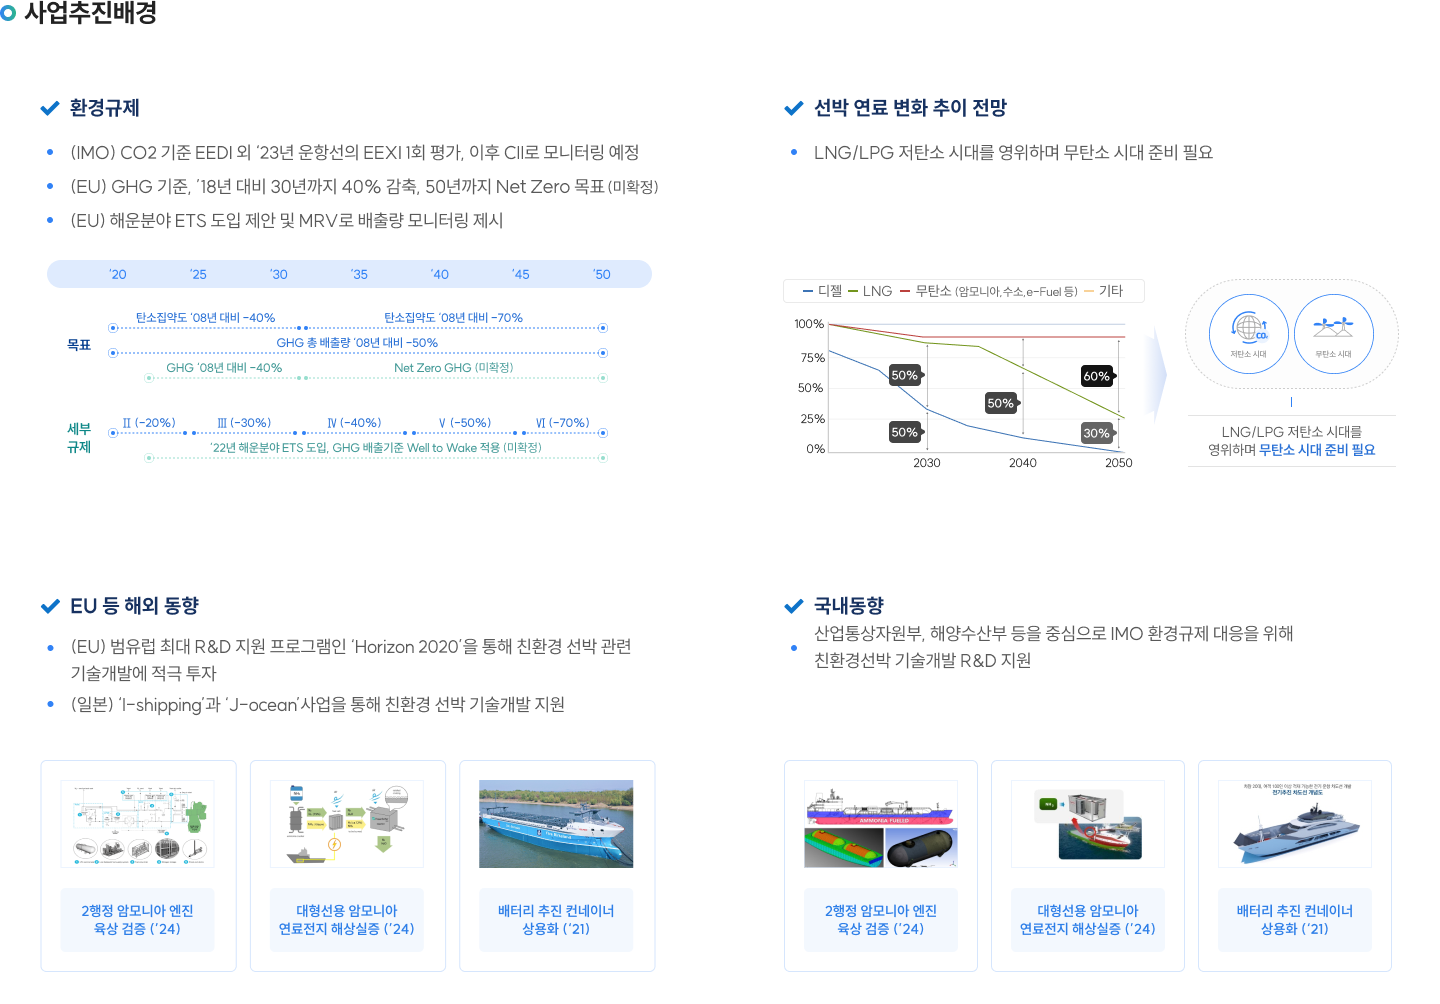 사업추진배경
환경규제
(IMO) CO2 기준 EEDI 외 ‘23년 운항선의 EEXI 1회 평가, 이후 CII로 모니터링 예정
(EU) GHG 기준, ’18년 대비 30년까지 40% 감축, 50년까지 Net Zero 목표 (미확정)
(EU) 해운분야 ETS 도입 제안 및 MRV로 배출량 모니터링 제시
’20 ’25 ’30 ’35 ’40 ’45 ’50
목표
탄소집약도 ‘08년 대비 -40% 탄소집약도 ‘08년 대비 -70%
GHG 총 배출량 ‘08년 대비 -50%
GHG ‘08년 대비 -40% Net Zero GHG (미확정)
세부
규제
Ⅱ (-20%) Ⅲ (-30%) Ⅳ (-40%) Ⅴ (-50%) Ⅵ (-70%)
‘22년 해운분야 ETS 도입, GHG 배출기준 Well to Wake 적용 (미확정)
선박 연료 변화 추이 전망
LNG/LPG 저탄소 시대를 영위하며 무탄소 시대 준비 필요
디젤 LNG 무탄소 (암모니아,수소,e-Fuel 등) 기타
100%
75%
50%
25%
0%
50%
50%
50%
60%
30%
2030 2040 2050
CO₂
저탄소 시대 무탄소 시대
LNG/LPG 저탄소 시대를
영위하며 무탄소 시대 준비 필요
EU 등 해외 동향
(EU) 범유럽 최대 R&D 지원 프로그램인 ‘Horizon 2020’을 통해 친환경 선박 관련
기술개발에 적극 투자
(일본) ‘I-shipping’과 ‘J-ocean’사업을 통해 친환경 선박 기술개발 지원
2행정 암모니아 엔진
육상 검증 (’24)
대형선용 암모니아
연료전지 해상실증 (’24)
배터리 추진 컨네이너
상용화 (’21)
국내동향
산업통상자원부, 해양수산부 등을 중심으로 IMO 환경규제 대응을 위해
친환경선박 기술개발 R&D 지원
AMMONIA FUELED
전기추진 차도선 개념도
2행정 암모니아 엔진
육상 검증 (’24)
대형선용 암모니아
연료전지 해상실증 (’24)
배터리 추진 컨네이너
상용화 (’21)